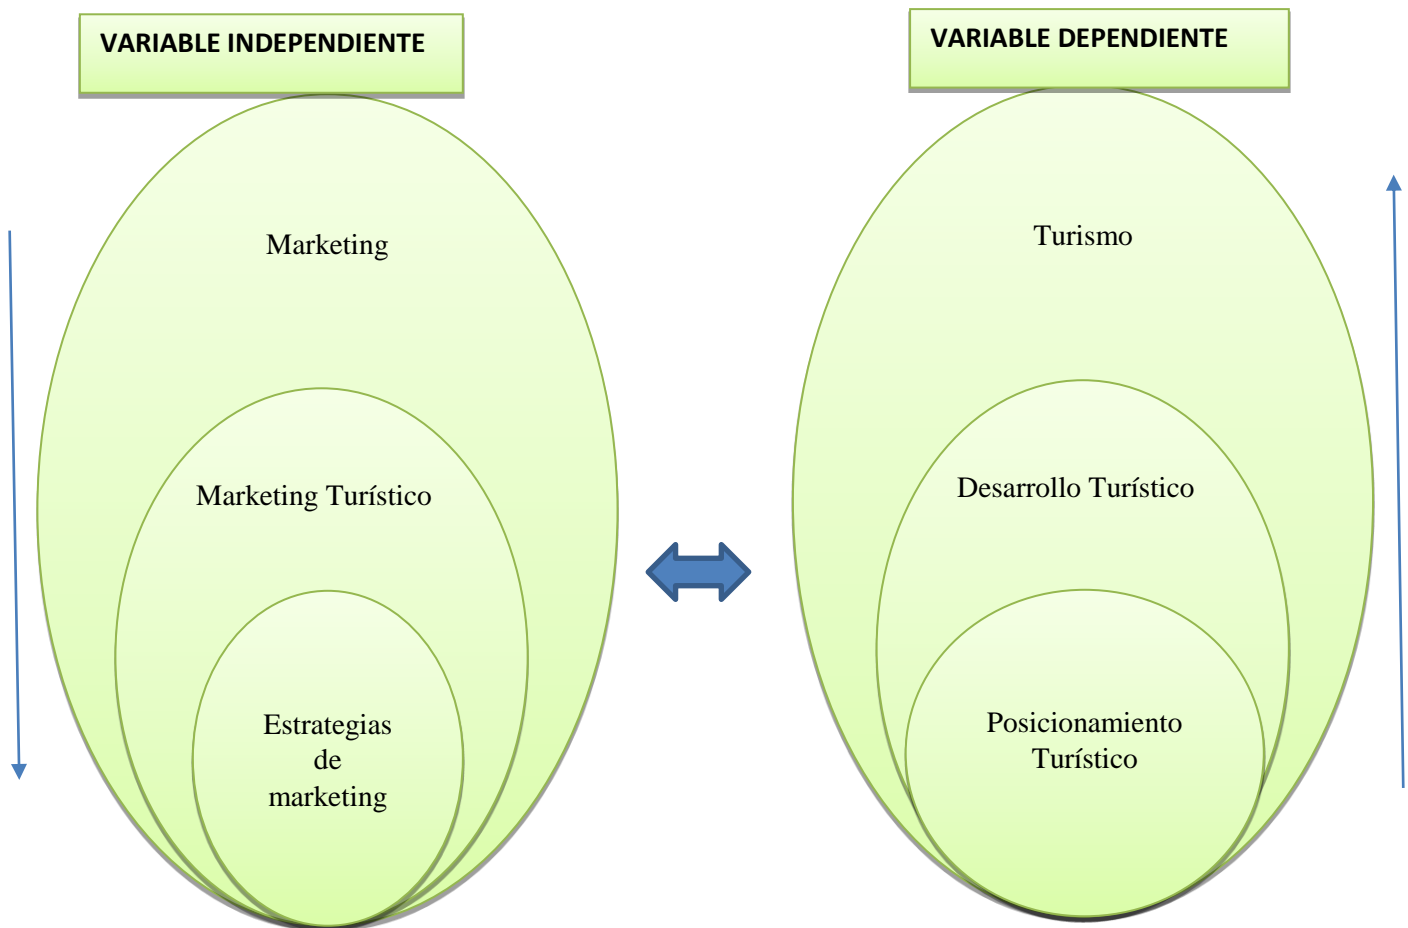 VARIABLE INDEPENDIENTE
Marketing
Marketing Turístico
Estrategias
de
marketing
VARIABLE DEPENDIENTE
Turismo
Desarrollo Turístico
Posicionamiento
Turístico